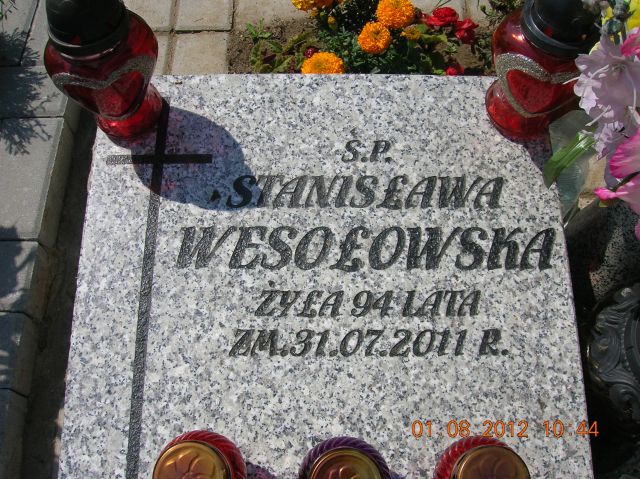 Ś.P.
STANISŁAWA
WESOŁOWSKA
ŻYŁA 94 LATA
ZM.31.07.2011 R.
01 08 2012 10:44